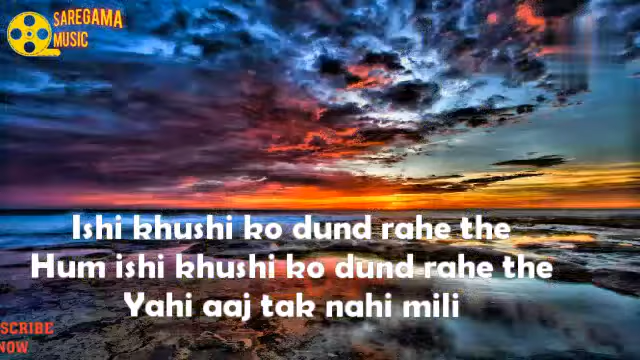 SAREGAMA
MUSIC
Ishi khushi ko dund rahe the
Hum ishi khushi ko dund rahe the
Yahi aaj tak nahi mili
SCRIBE
NOW